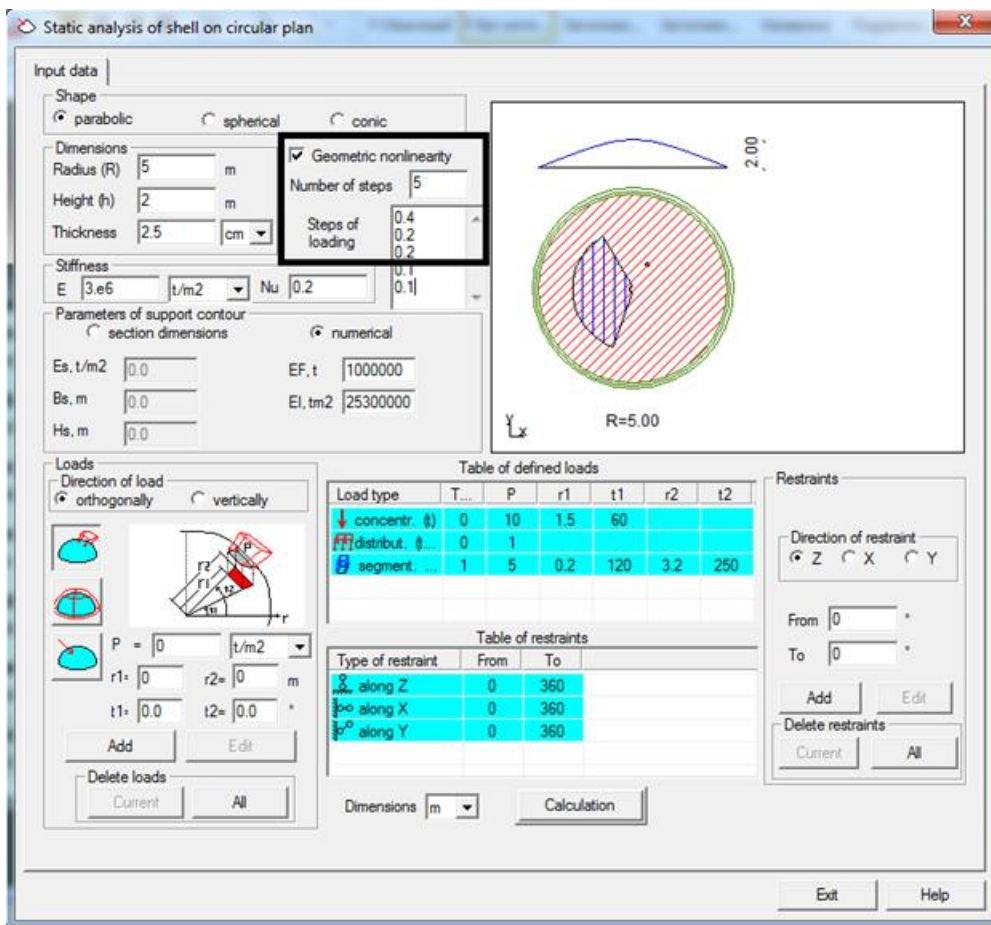 Static analysis of shell on circular plan
Input data
Shape
parabolic spherical conic
Dimensions
Radius (R) 5 m
Height (h) 2 m
Thickness 2.5 cm
Geometric nonlinearity
Number of steps 5
Steps of loading
0.4
0.2
0.2
0.1
0.1
Stiffness
E 3.e6 t/m2 Nu 0.2
Parameters of support contour
section dimensions numerical
Es, t/m2 0.0 EF, t 1000000
Bs, m 0.0 EI, tm2 25300000
Hs, m 0.0
2.00
Y X R=5.00
Loads
Direction of load
orthogonally vertically
P
r2
r1
t2
t1
r
P = 0 t/m2
r1= 0 r2= 0 m
t1= 0.0 t2= 0.0 °
Add Edit
Delete loads
Current All
Table of defined loads
Load type T... P r1 t1 r2 t2
concentr. (t) 0 10 1.5 60
distribut. (t... 0 1
segment. ... 1 5 0.2 120 3.2 250
Table of restraints
Type of restraint From To
along Z 0 360
along X 0 360
along Y 0 360
Dimensions m Calculation
Restraints
Direction of restraint
Z X Y
From 0 °
To 0 °
Add Edit
Delete restraints
Current All
Exit Help